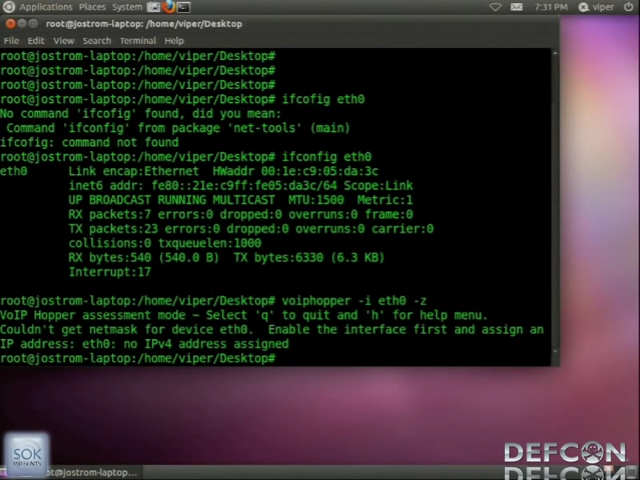 Applications Places System 7:31 PM viper
root@jostrom-laptop: /home/viper/Desktop
File Edit View Search Terminal Help
root@jostrom-laptop:/home/viper/Desktop#
root@jostrom-laptop:/home/viper/Desktop#
root@jostrom-laptop:/home/viper/Desktop#
root@jostrom-laptop:/home/viper/Desktop# ifcofig eth0
No command 'ifcofig' found, did you mean:
 Command 'ifconfig' from package 'net-tools' (main)
ifcofig: command not found
root@jostrom-laptop:/home/viper/Desktop# ifconfig eth0
eth0 Link encap:Ethernet HWaddr 00:1e:c9:05:da:3c
inet6 addr: fe80::21e:c9ff:fe05:da3c/64 Scope:Link
UP BROADCAST RUNNING MULTICAST MTU:1500 Metric:1
RX packets:7 errors:0 dropped:0 overruns:0 frame:0
TX packets:23 errors:0 dropped:0 overruns:0 carrier:0
collisions:0 txqueuelen:1000
RX bytes:540 (540.0 B) TX bytes:6330 (6.3 KB)
Interrupt:17
root@jostrom-laptop:/home/viper/Desktop# voiphopper -i eth0 -z
VoIP Hopper assessment mode ~ Select 'q' to quit and 'h' for help menu.
Couldn't get netmask for device eth0. Enable the interface first and assign an
IP address: eth0: no IPv4 address assigned
root@jostrom-laptop:/home/viper/Desktop#
SOK
PRESENTS
DEFCON
root@jostrom-laptop:...